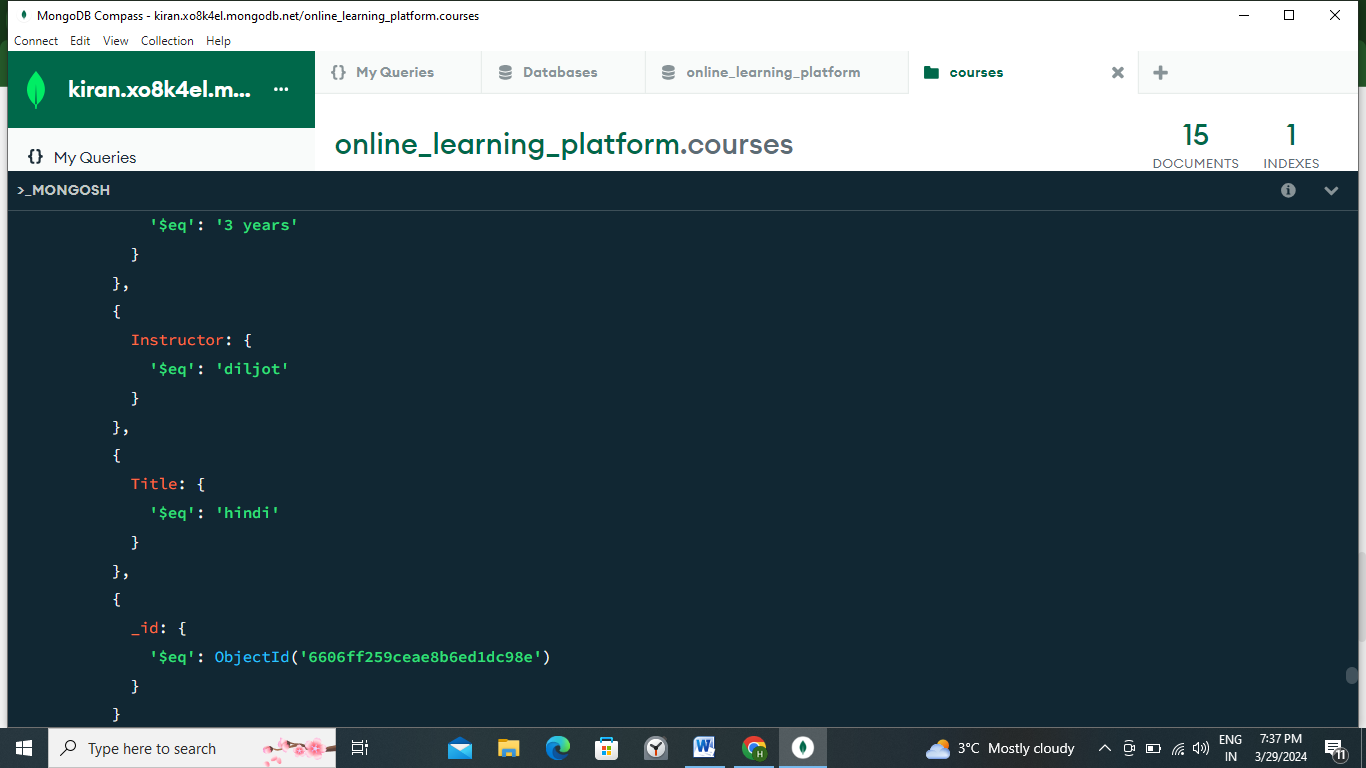 MongoDB Compass - kiran.xo8k4el.mongodb.net/online_learning_platform.courses
Connect Edit View Collection Help
kiran.xo8k4el.m... ...
{} My Queries
Databases
online_learning_platform
courses
{} My Queries
online_learning_platform.courses
15
DOCUMENTS
1
INDEXES
>_MONGOSH
'$eq': '3 years'
}
},
{
Instructor: {
'$eq': 'diljot'
}
},
{
Title: {
'$eq': 'hindi'
}
},
{
_id: {
'$eq': ObjectId('6606ff259ceae8b6ed1dc98e')
}
}
Type here to search
3°C Mostly cloudy
ENG
IN
7:37 PM
3/29/2024
11